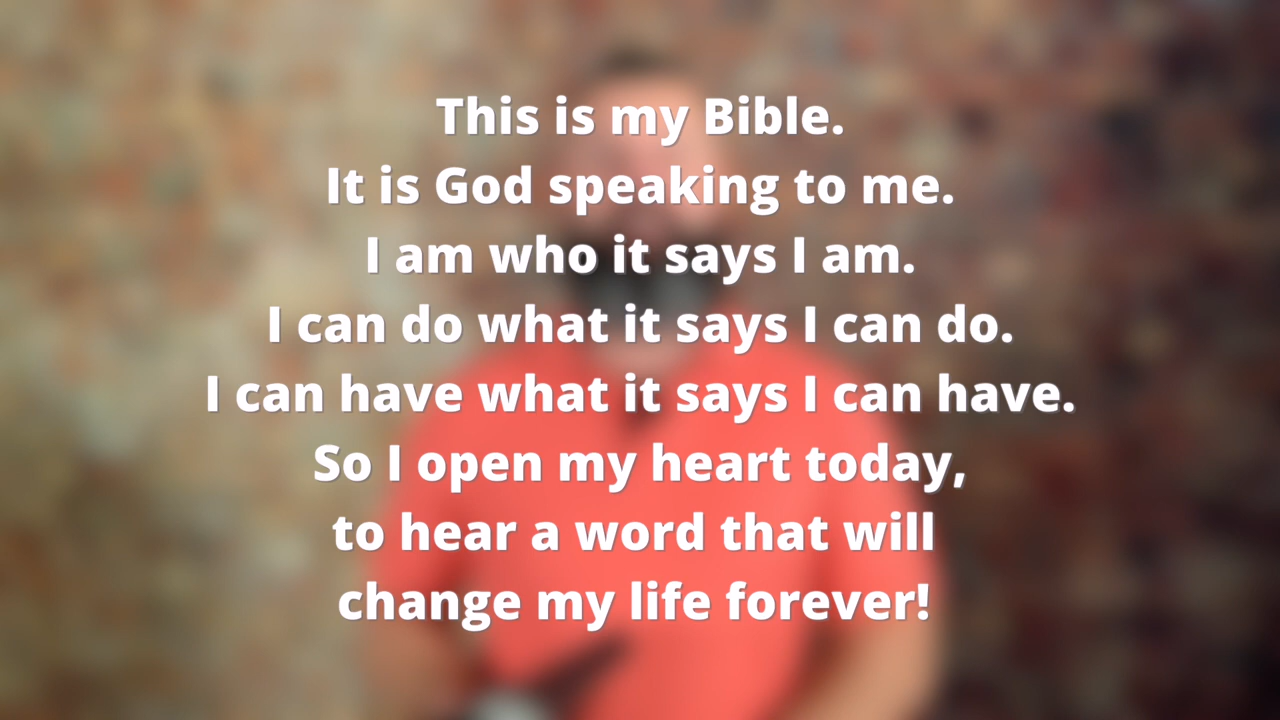 This is my Bible.
It is God speaking to me.
I am who it says I am.
I can do what it says I can do.
I can have what it says I can have.
So I open my heart today,
to hear a word that will
change my life forever!